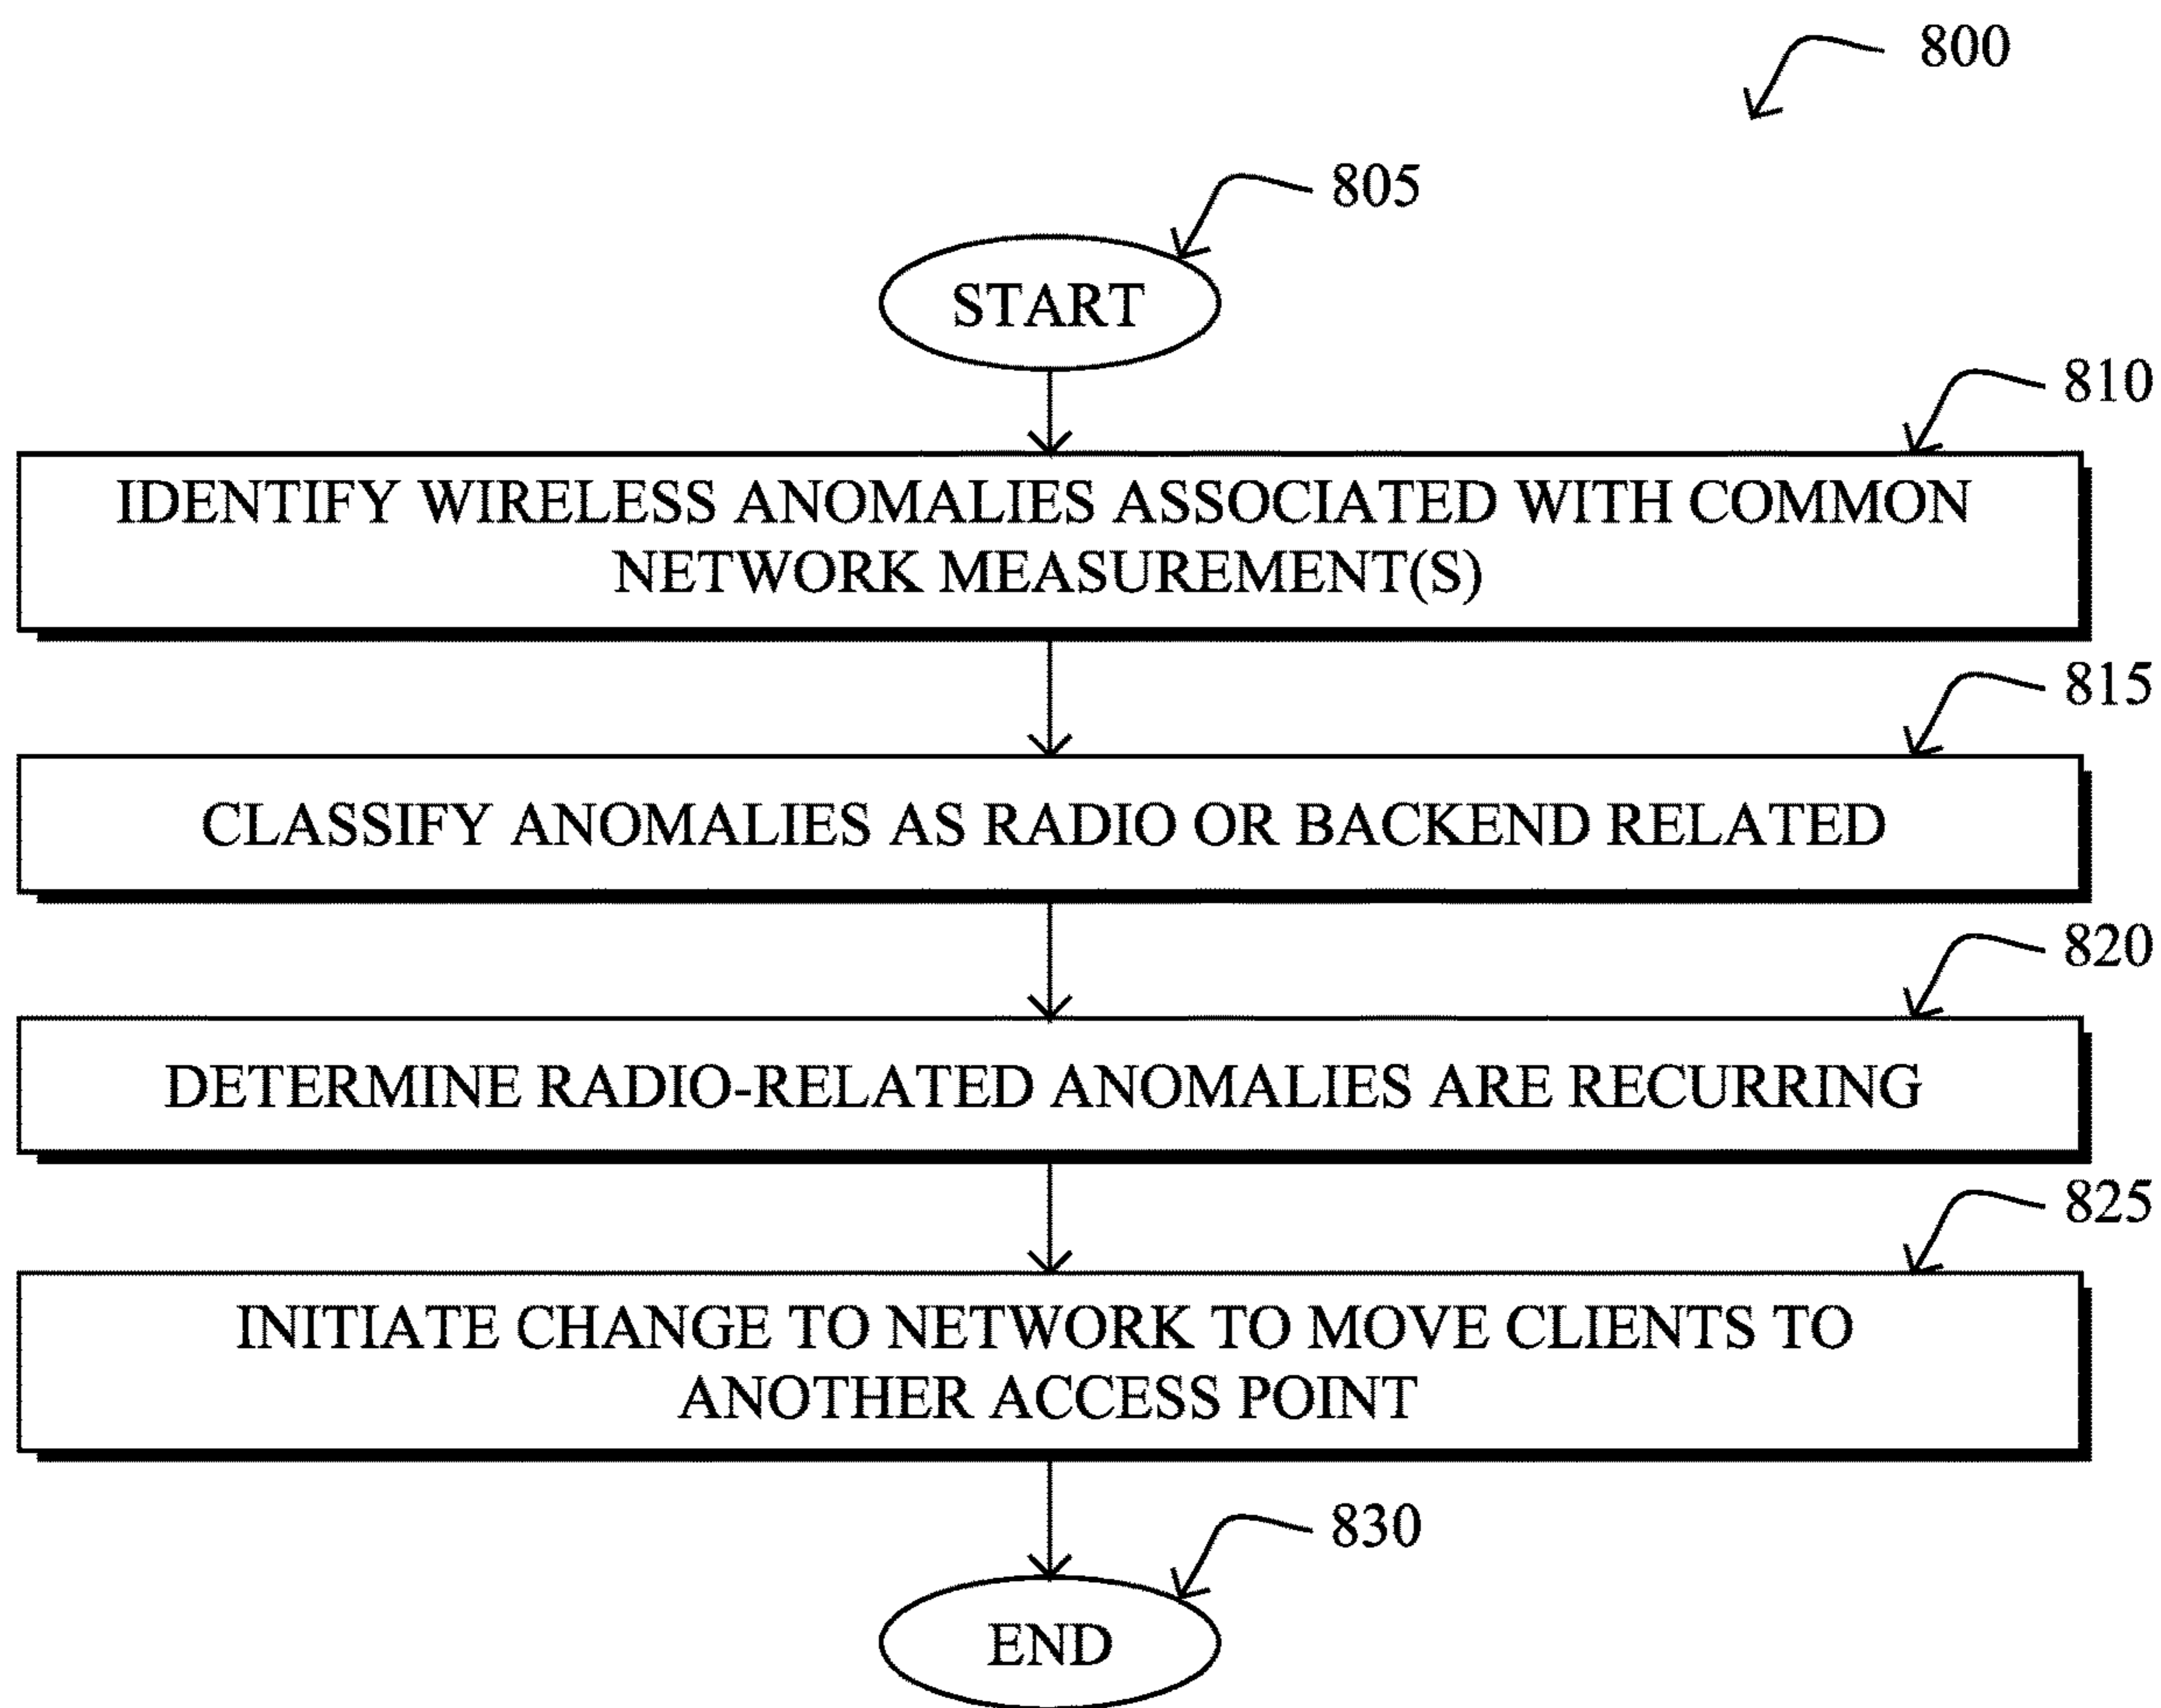 800
805
START
810
IDENTIFY WIRELESS ANOMALIES ASSOCIATED WITH COMMON
NETWORK MEASUREMENT(S)
815
CLASSIFY ANOMALIES AS RADIO OR BACKEND RELATED
820
DETERMINE RADIO-RELATED ANOMALIES ARE RECURRING
825
INITIATE CHANGE TO NETWORK TO MOVE CLIENTS TO
ANOTHER ACCESS POINT
830
END